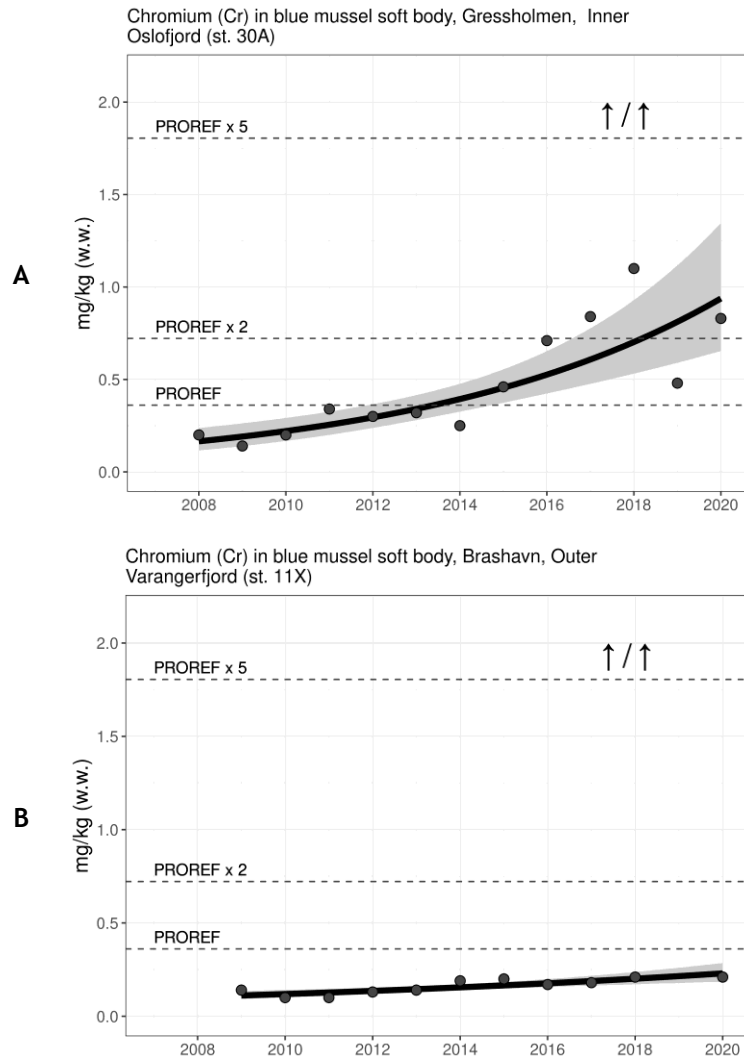 Chromium (Cr) in blue mussel soft body, Gressholmen, Inner
Oslofjord (st. 30A)
A
mg/kg (w.w.)
2.0
1.5
1.0
0.5
0.0
PROREF x 5
PROREF x 2
PROREF
↑ / ↑
2008 2010 2012 2014 2016 2018 2020
Chromium (Cr) in blue mussel soft body, Brashavn, Outer
Varangerfjord (st. 11X)
B
mg/kg (w.w.)
2.0
1.5
1.0
0.5
0.0
PROREF x 5
PROREF x 2
PROREF
↑ / ↑
2008 2010 2012 2014 2016 2018 2020